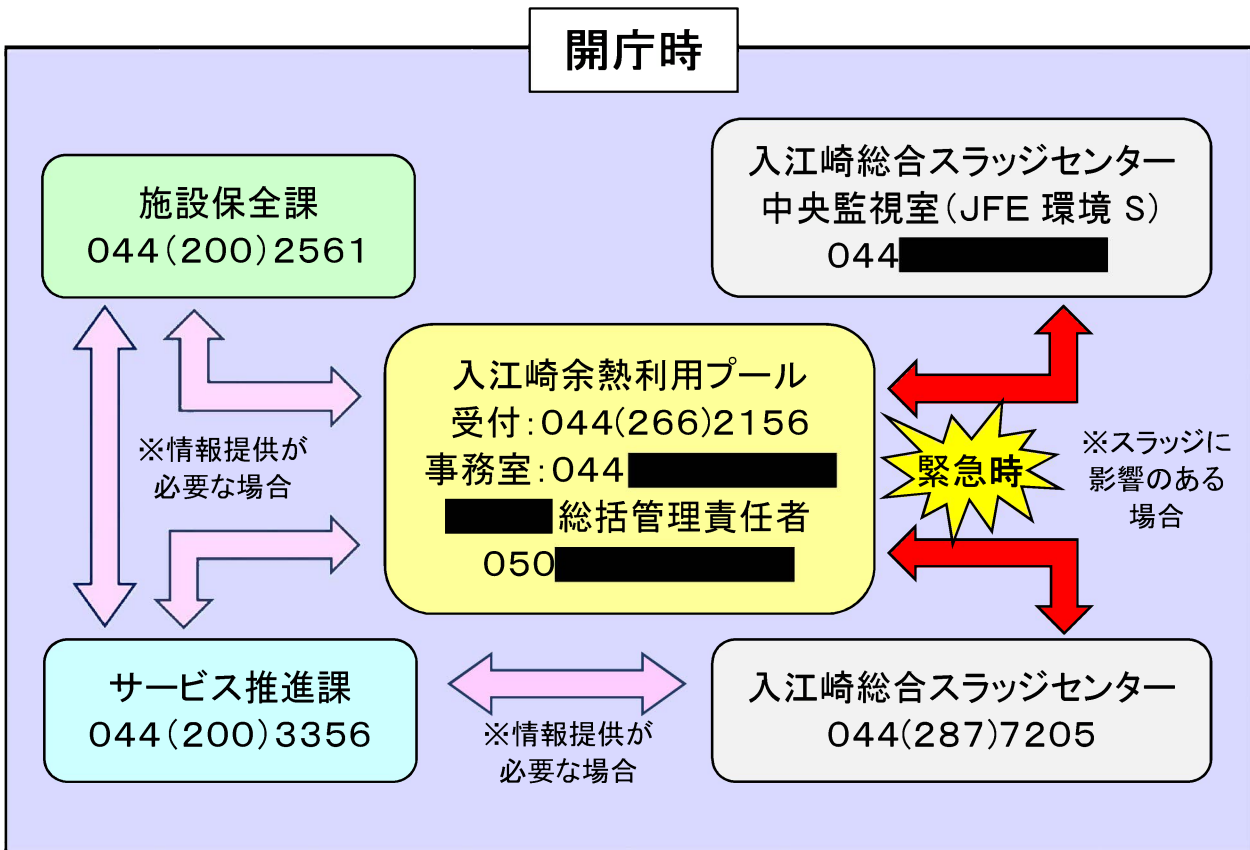 開庁時
施設保全課
044(200)2561
入江崎総合スラッジセンター
中央監視室(JFE 環境 S)
044
入江崎余熱利用プール
受付:044(266)2156
事務室:044
総括管理責任者
050
※情報提供が
必要な場合
緊急時
※スラッジに
影響のある
場合
サービス推進課
044(200)3356
※情報提供が
必要な場合
入江崎総合スラッジセンター
044(287)7205